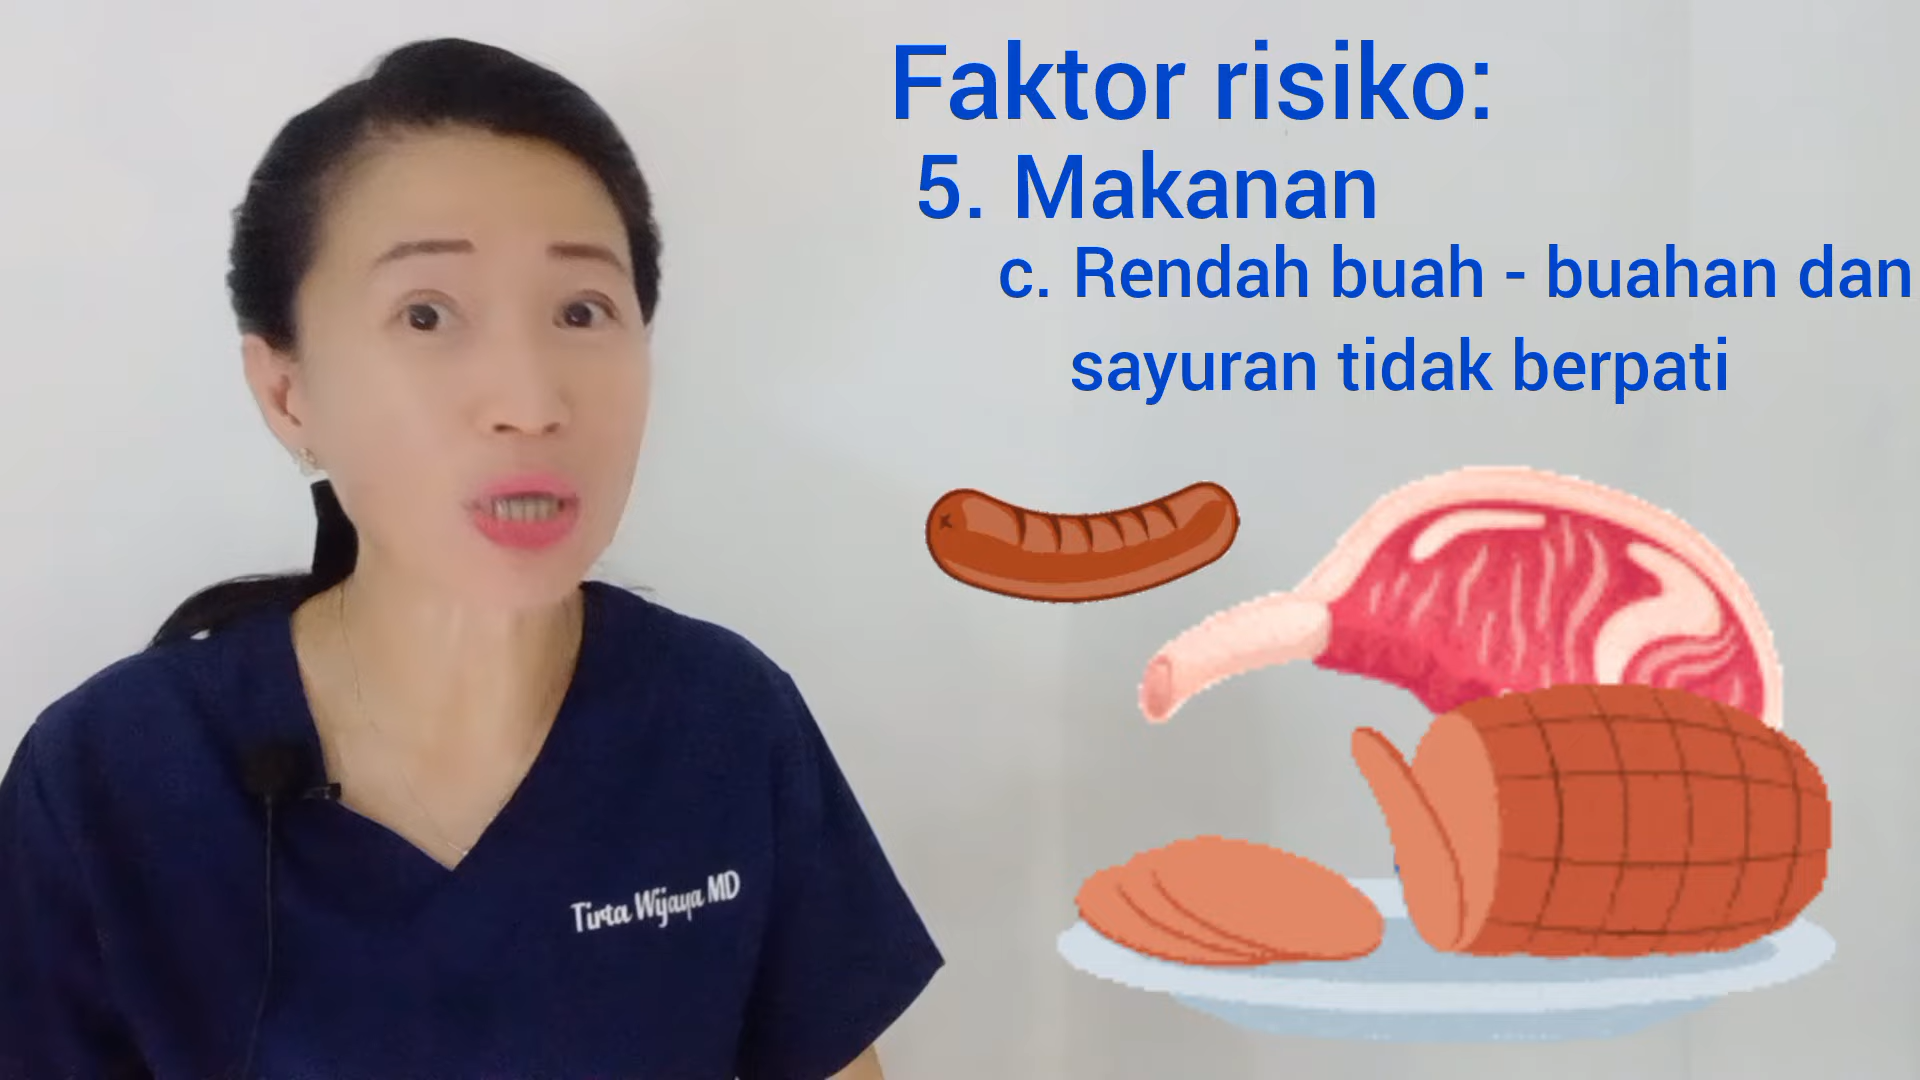 Faktor risiko:
5. Makanan
c. Rendah buah - buahan dan
sayuran tidak berpati
Tirta Wijaya MD